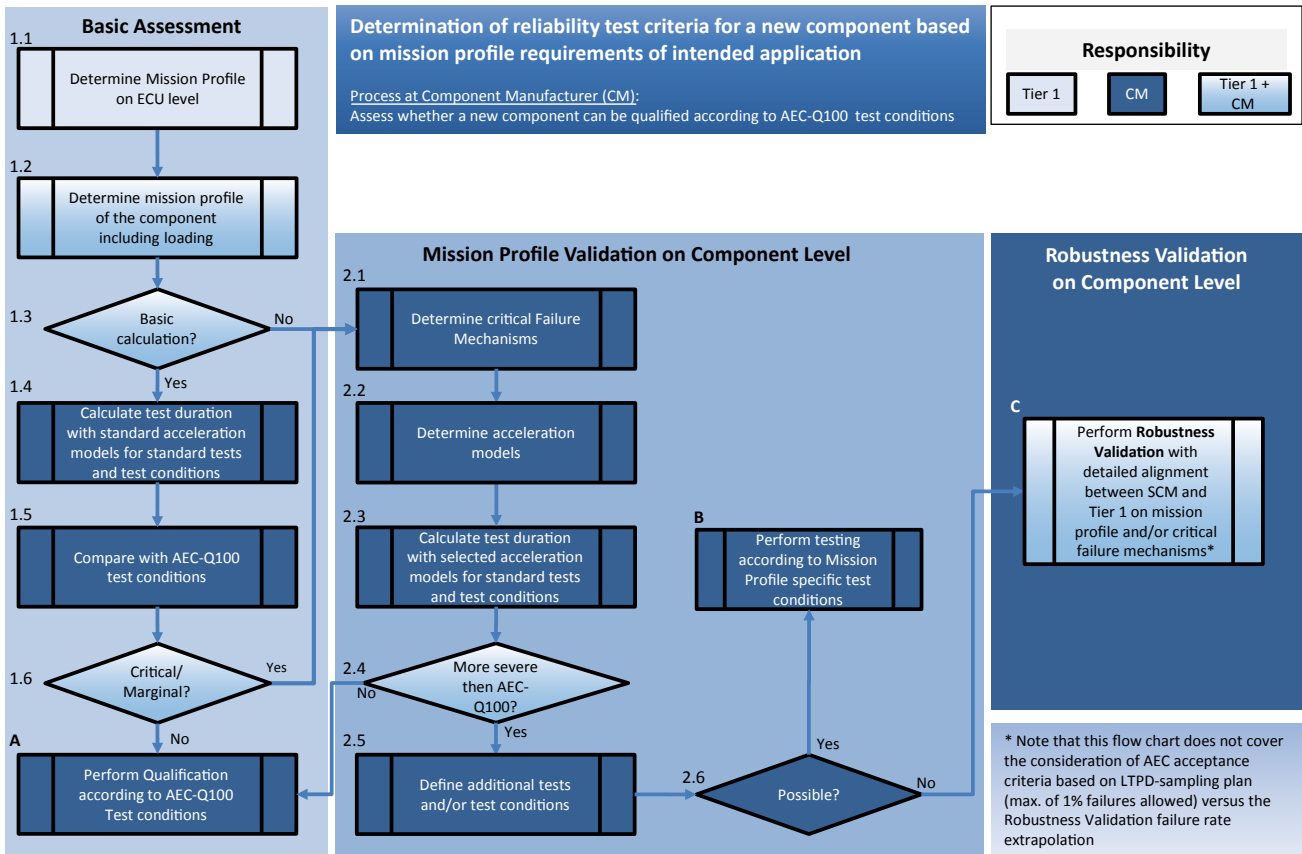 Basic Assessment
1.1
Determine Mission Profile
on ECU level
1.2
Determine mission profile
of the component
including loading
1.3
Basic
calculation?
No
Yes
1.4
Calculate test duration
with standard acceleration
models for standard tests
and test conditions
1.5
Compare with AEC-Q100
test conditions
1.6
Critical/
Marginal?
Yes
No
A
Perform Qualification
according to AEC-Q100
Test conditions
Determination of reliability test criteria for a new component based
on mission profile requirements of intended application
Process at Component Manufacturer (CM):
Assess whether a new component can be qualified according to AEC-Q100 test conditions
Responsibility
Tier 1
CM
Tier 1 +
CM
Mission Profile Validation on Component Level
2.1
Determine critical Failure
Mechanisms
2.2
Determine acceleration
models
2.3
Calculate test duration
with selected acceleration
models for standard tests
and test conditions
2.4
More severe
then AEC-
Q100?
No
Yes
2.5
Define additional tests
and/or test conditions
2.6
Possible?
Yes
No
B
Perform testing
according to Mission
Profile specific test
conditions
Robustness Validation
on Component Level
C
Perform Robustness
Validation with
detailed alignment
between SCM and
Tier 1 on mission
profile and/or critical
failure mechanisms*
* Note that this flow chart does not cover
the consideration of AEC acceptance
criteria based on LTPD-sampling plan
(max. of 1% failures allowed) versus the
Robustness Validation failure rate
extrapolation